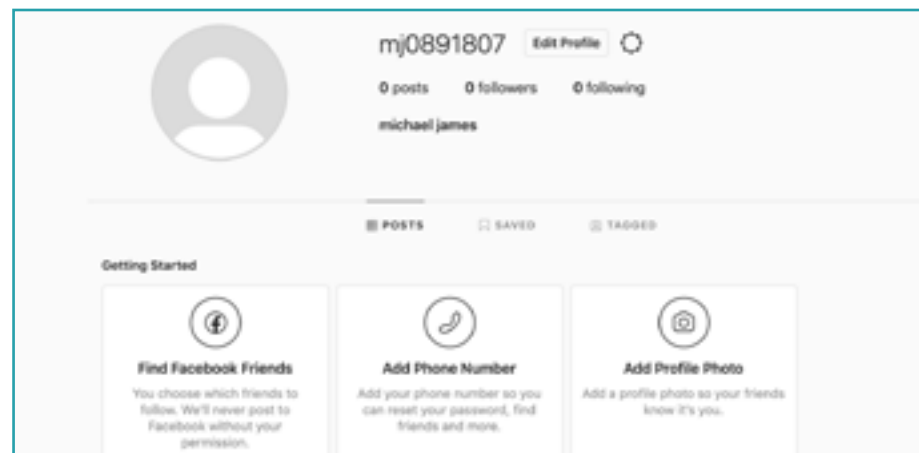 mj0891807 Edit Profile
0 posts 0 followers 0 following
michael james
POSTS SAVED TAGGED
Getting Started
Find Facebook Friends
You choose which friends to
follow. We'll never post to
Facebook without your
permission.
Add Phone Number
Add your phone number so you
can reset your password, find
friends and more.
Add Profile Photo
Add a profile photo so your friends
know it's you.